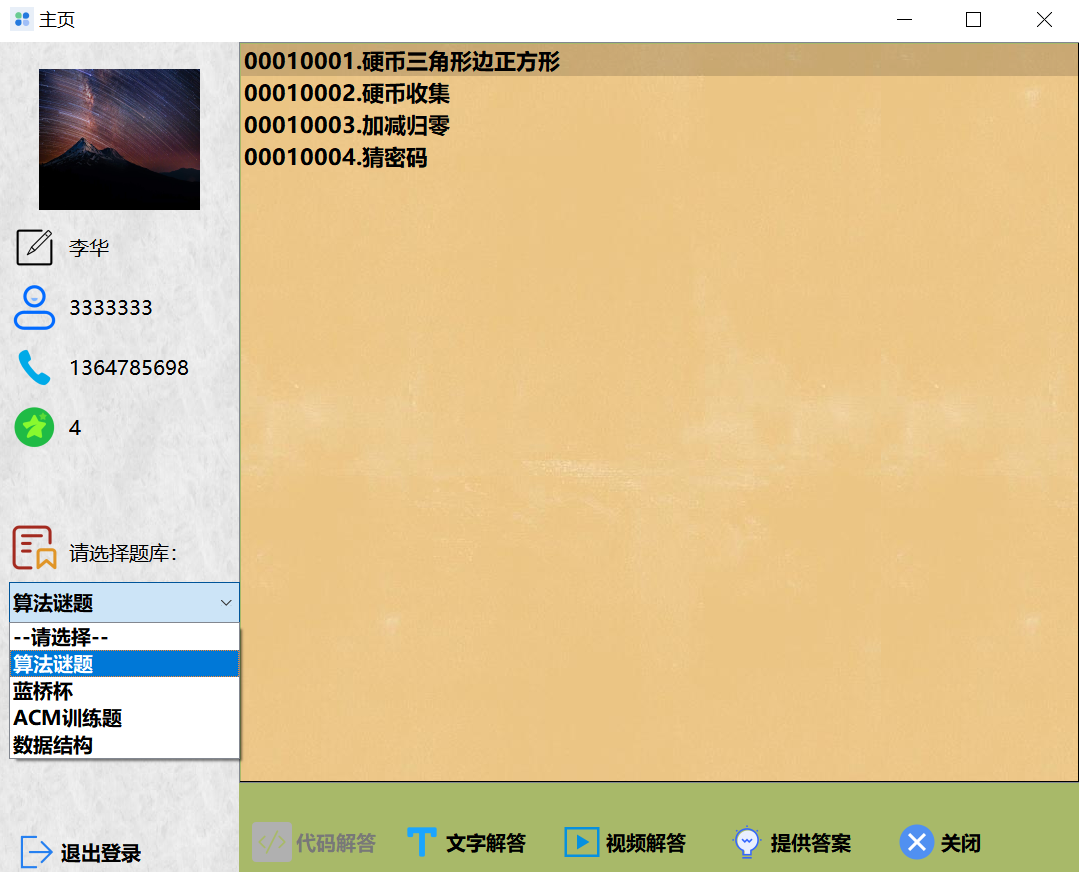 主页
李华
3333333
1364785698
4
请选择题库:
算法谜题
--请选择--
算法谜题
蓝桥杯
ACM训练题
数据结构
退出登录
00010001.硬币三角形边正方形
00010002.硬币收集
00010003.加减归零
00010004.猜密码
代码解答
文字解答
视频解答
提供答案
关闭